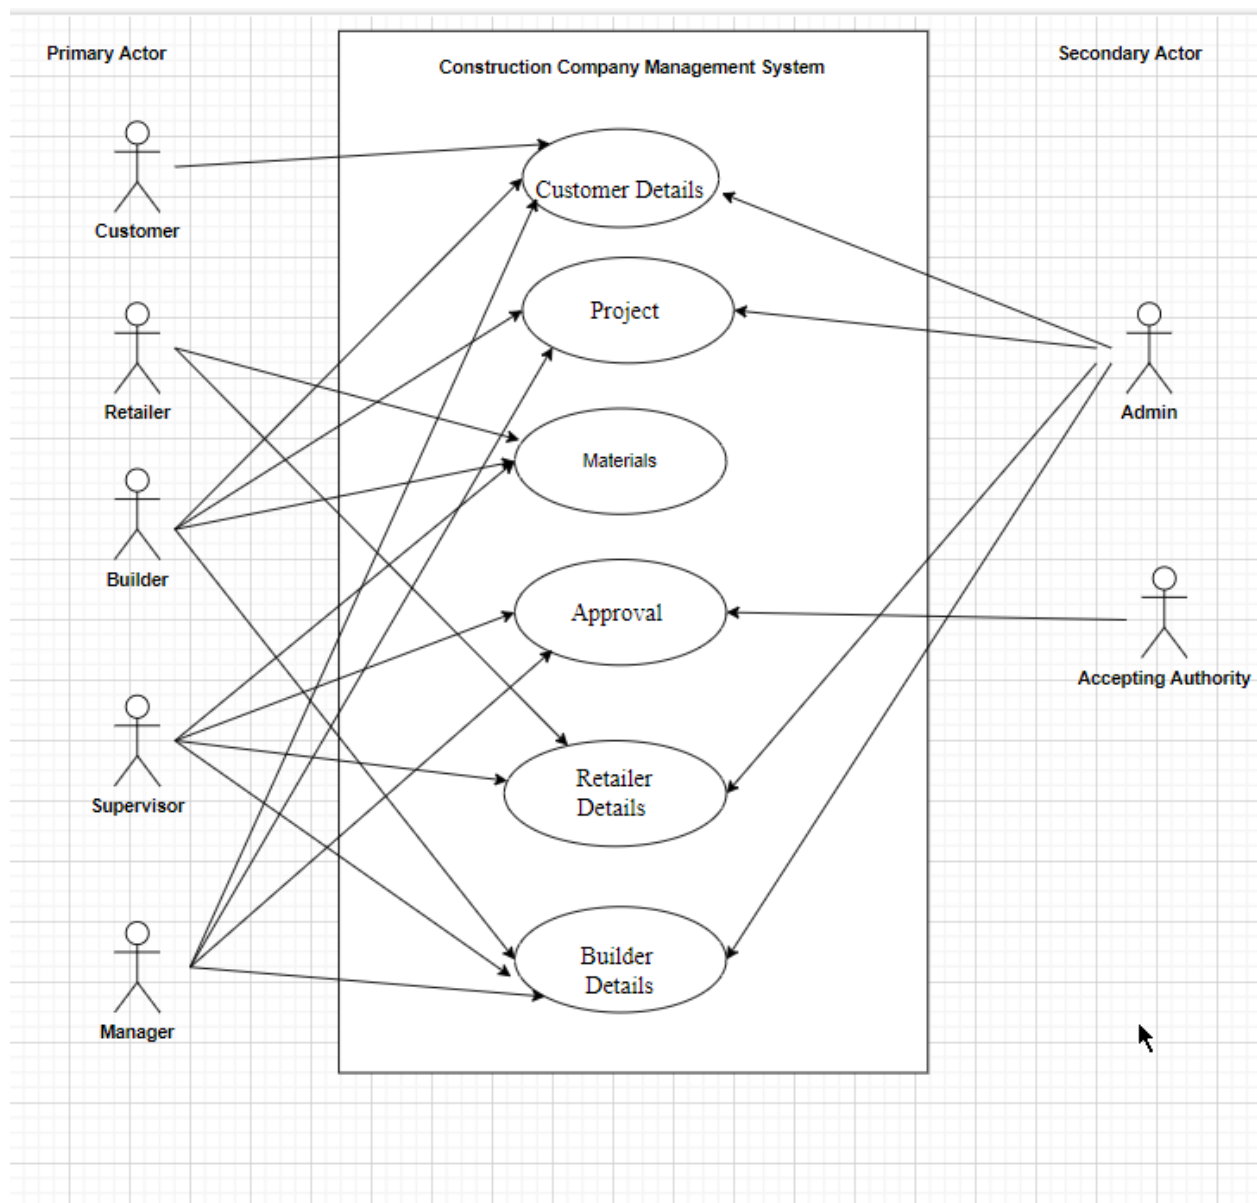 Primary Actor
Construction Company Management System
Secondary Actor
Customer
Retailer
Builder
Supervisor
Manager
Customer Details
Project
Materials
Approval
Retailer
Details
Builder
Details
Admin
Accepting Authority